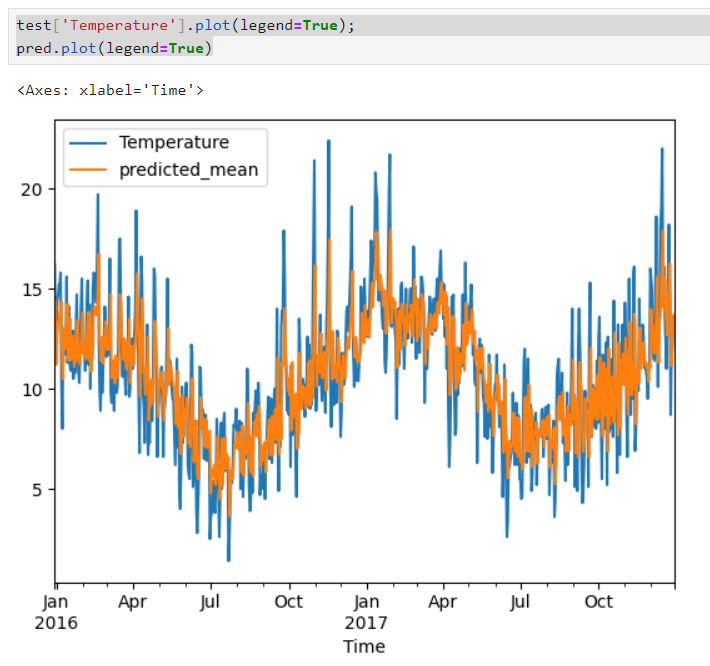 test['Temperature'].plot(legend=True);
pred.plot(legend=True)
<Axes: xlabel='Time'>
Temperature
predicted_mean
20
15
10
5
Jan Apr Jul Oct Jan Apr Jul Oct
2016 2017
Time